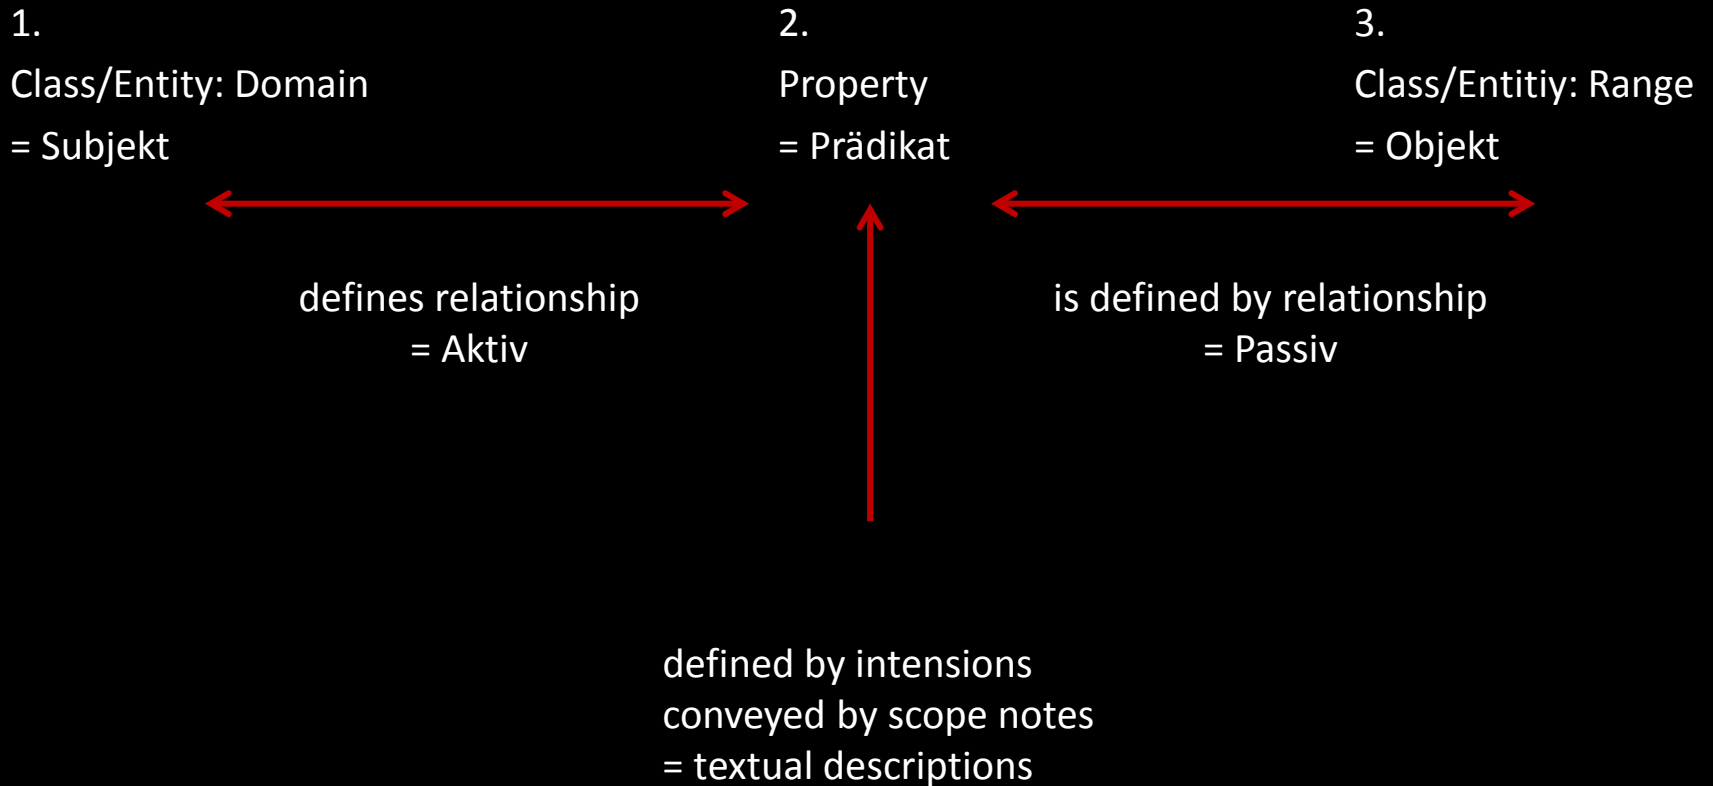 1.
Class/Entity: Domain
= Subjekt
2.
Property
= Prädikat
3.
Class/Entitiy: Range
= Objekt
defines relationship
= Aktiv
is defined by relationship
= Passiv
defined by intensions
conveyed by scope notes
= textual descriptions